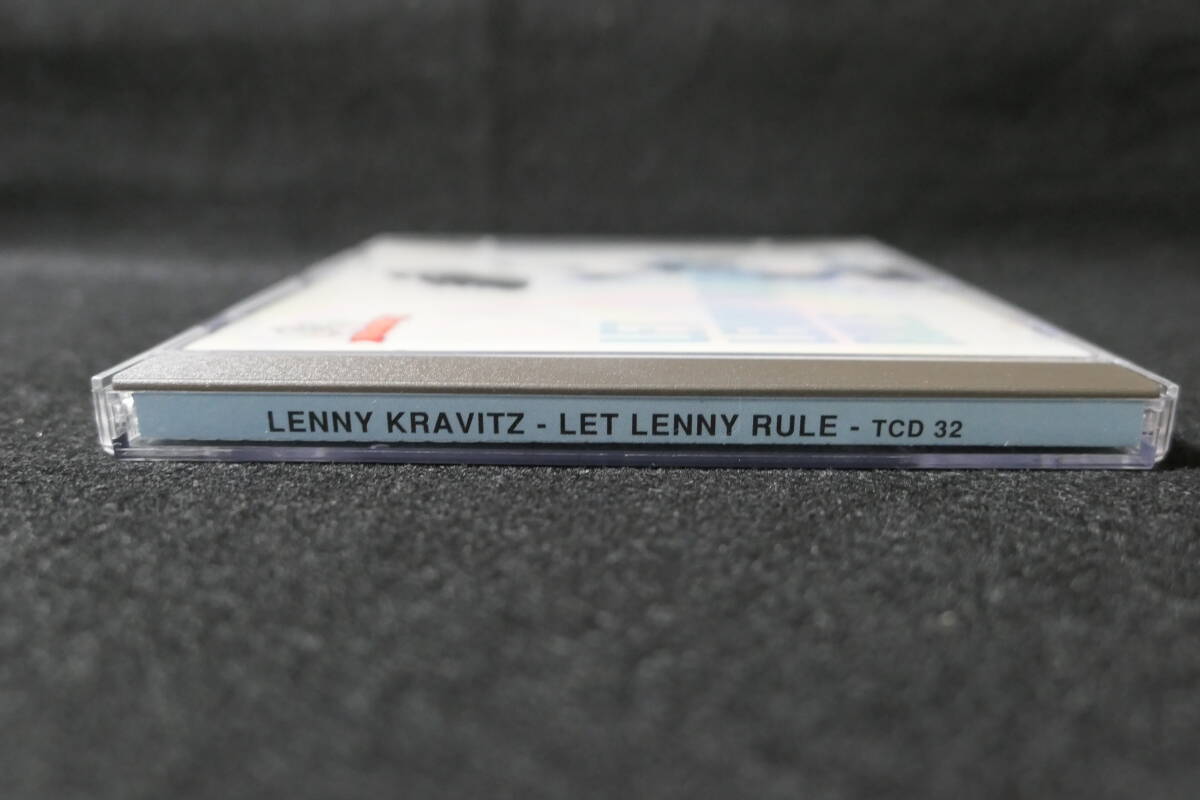 LENNY KRAVITZ - LET LENNY RULE - TCD 32